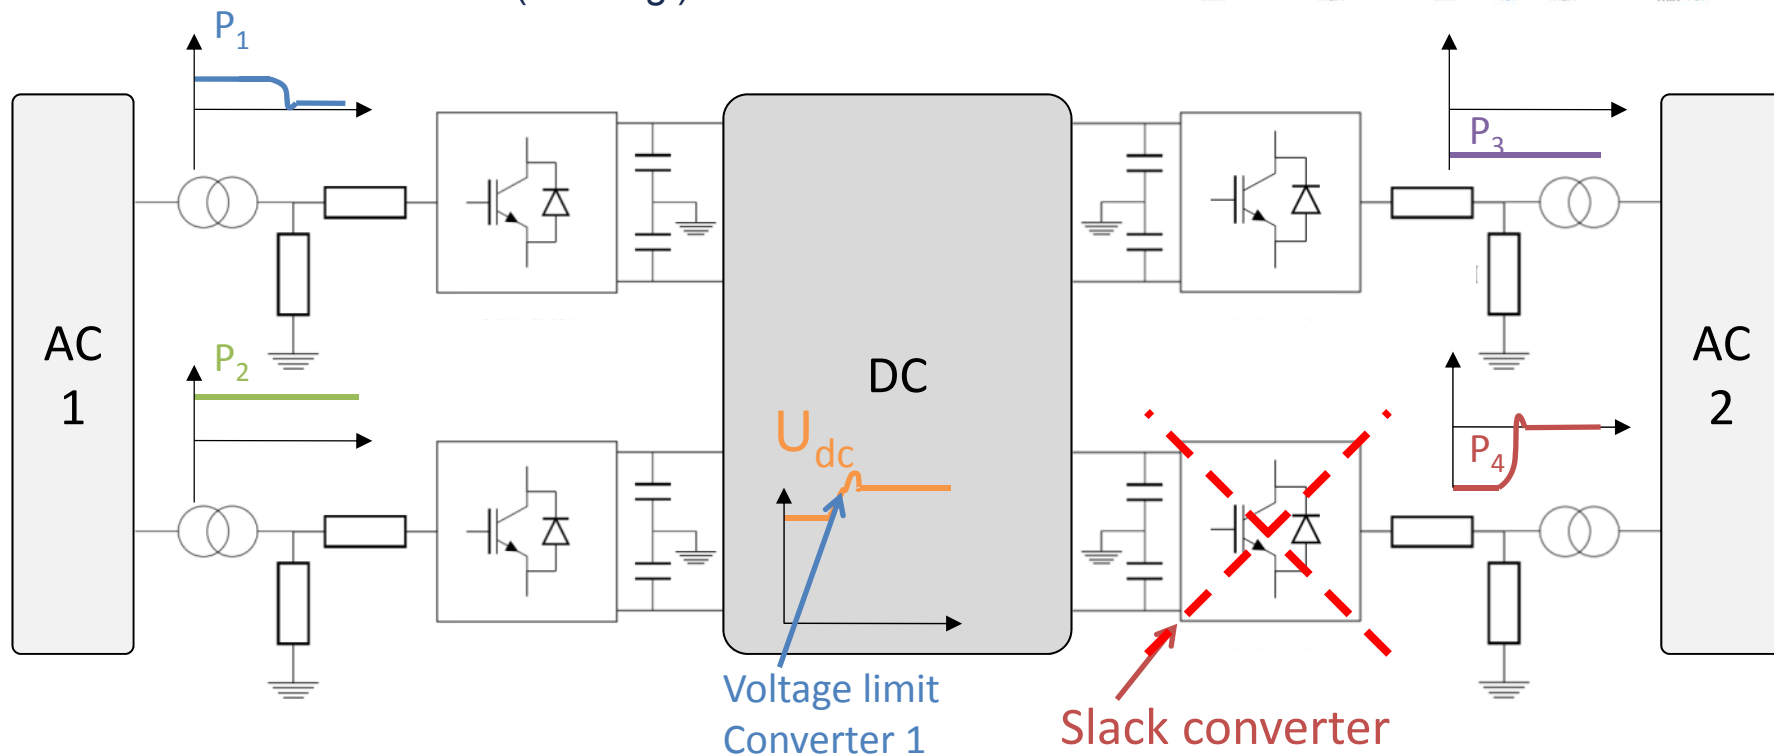 P1
P2
AC
1
DC
Udc
P3
P4
AC
2
Voltage limit
Converter 1
Slack converter